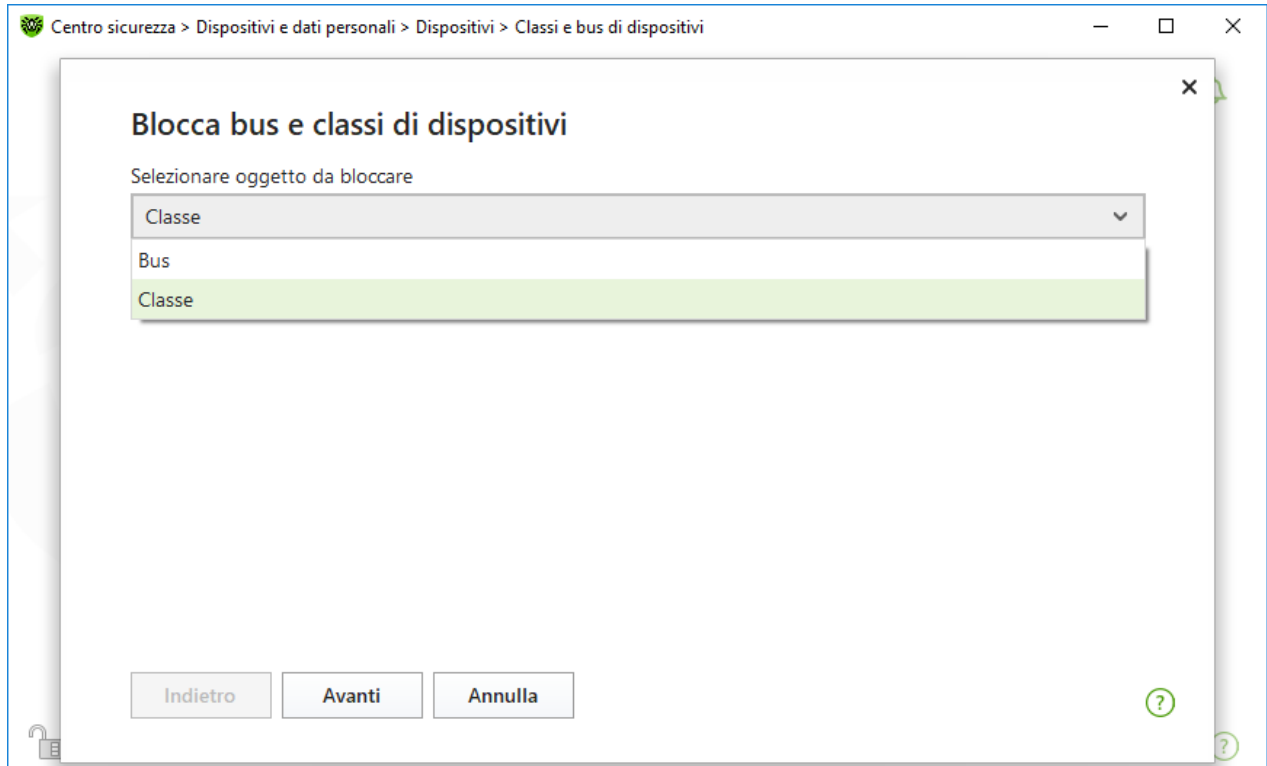 Centro sicurezza > Dispositivi e dati personali > Dispositivi > Classi e bus di dispositivi
Blocca bus e classi di dispositivi
Selezionare oggetto da bloccare
Classe
Bus
Classe
Indietro
Avanti
Annulla
?
?